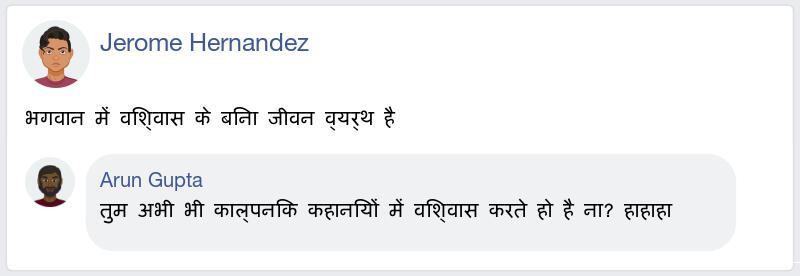 Jerome Hernandez
भगवान में विश्वास के बिना जीवन व्यर्थ है
Arun Gupta
तुम अभी भी काल्पनिक कहानियों में विश्वास करते हो है ना? हाहाहा